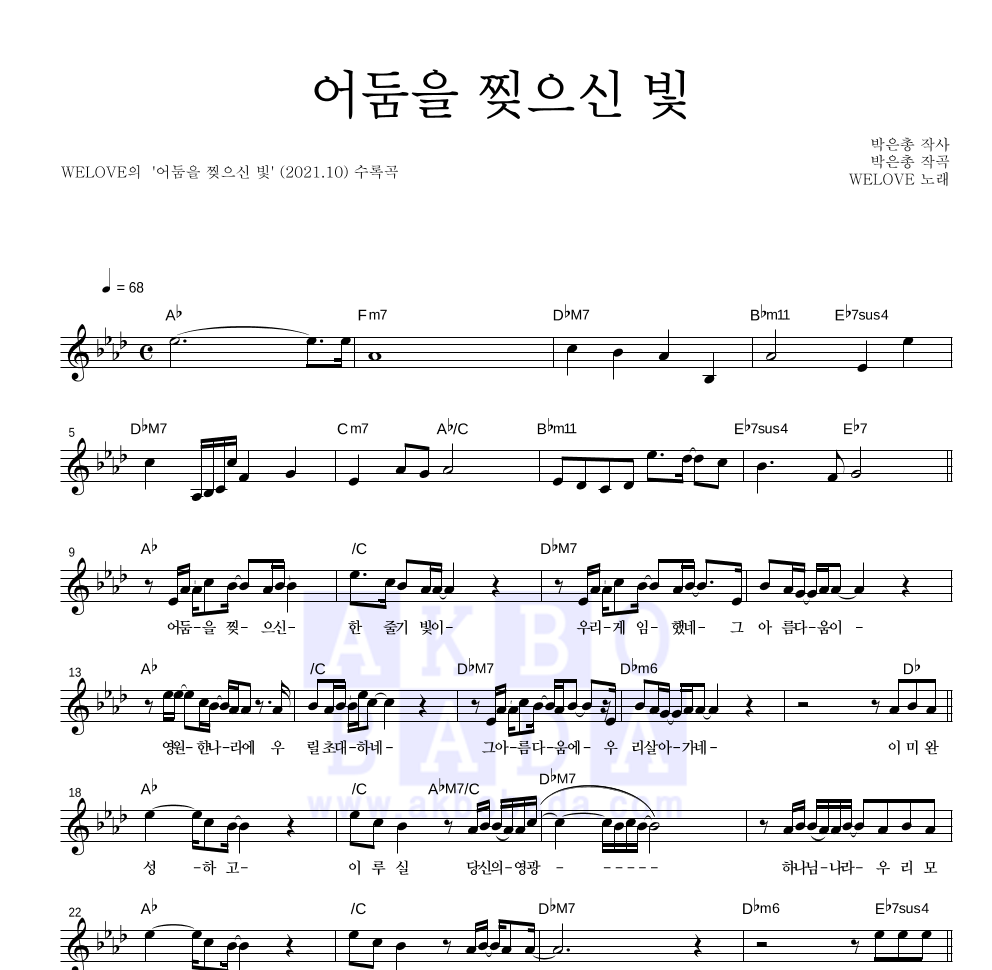 어둠을 찢으신 빛
박은총 작사
박은총 작곡
WELOVE의 '어둠을 찢으신 빛' (2021.10) 수록곡
WELOVE 노래
= 68
A♭ Fm7 D♭M7 B♭m11 E♭7sus4
5 D♭M7 Cm7 A♭/C B♭m11 E♭7sus4 E♭7
9 A♭ /C D♭M7
어둠-을 찢- 으신- 한 줄기 빛이- 우리-게 임- 했네- 그 아 름다-움이 -
AKBO
13 A♭ /C D♭M7 D♭m6 D♭
영원- 한나-라에 우 릴초대-하네- 그아-름다-움에- 우 리살아-가네- 이 미 완
BADA
www.akbobada.com
18 A♭ /C A♭M7/C D♭M7
성 -하 고- 이 루 실 당신의-영광 - - - - - - 하나님-나라- 우 리 모
22 A♭ /C D♭M7 D♭m6 E♭7sus4